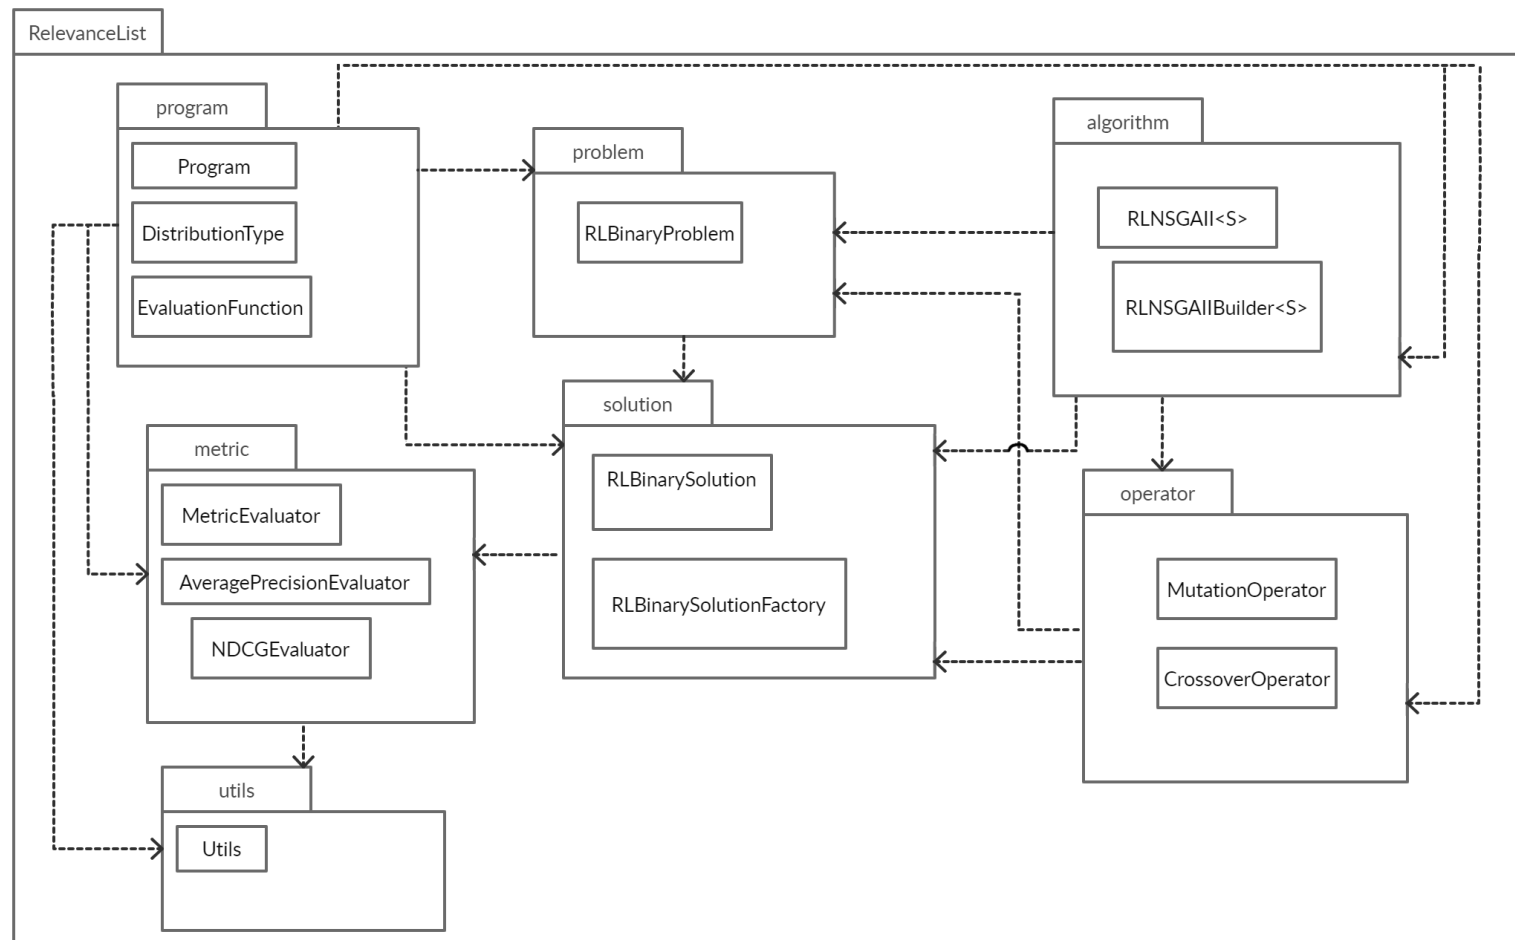 RelevanceList
program
Program
DistributionType
EvaluationFunction
problem
RLBinaryProblem
algorithm
RLNSGAII<S>
RLNSGAIIBuilder<S>
solution
RLBinarySolution
RLBinarySolutionFactory
metric
MetricEvaluator
AveragePrecisionEvaluator
NDCGEvaluator
operator
MutationOperator
CrossoverOperator
utils
Utils